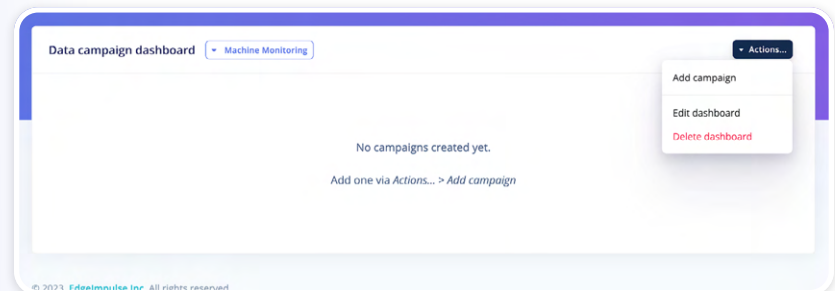 Data campaign dashboard Machine Monitoring Actions...
Add campaign
Edit dashboard
Delete dashboard
No campaigns created yet.
Add one via Actions... > Add campaign
© 2023 EdgeImpulse Inc. All rights reserved